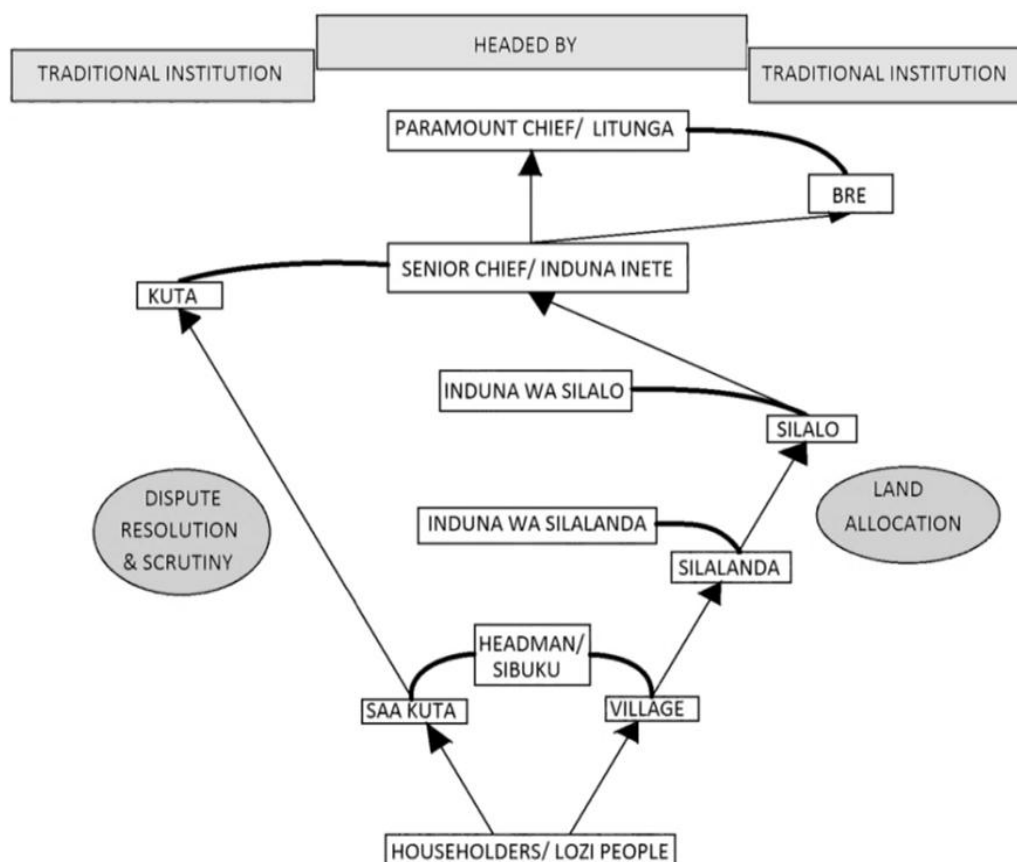 HEADED BY
TRADITIONAL INSTITUTION
TRADITIONAL INSTITUTION
PARAMOUNT CHIEF/ LITUNGA
BRE
SENIOR CHIEF/ INDUNA INETE
KUTA
INDUNA WA SILALO
SILALO
DISPUTE
RESOLUTION
& SCRUTINY
LAND
ALLOCATION
INDUNA WA SILALANDA
SILALANDA
HEADMAN/
SIBUKU
SAA KUTA
VILLAGE
HOUSEHOLDERS/ LOZI PEOPLE